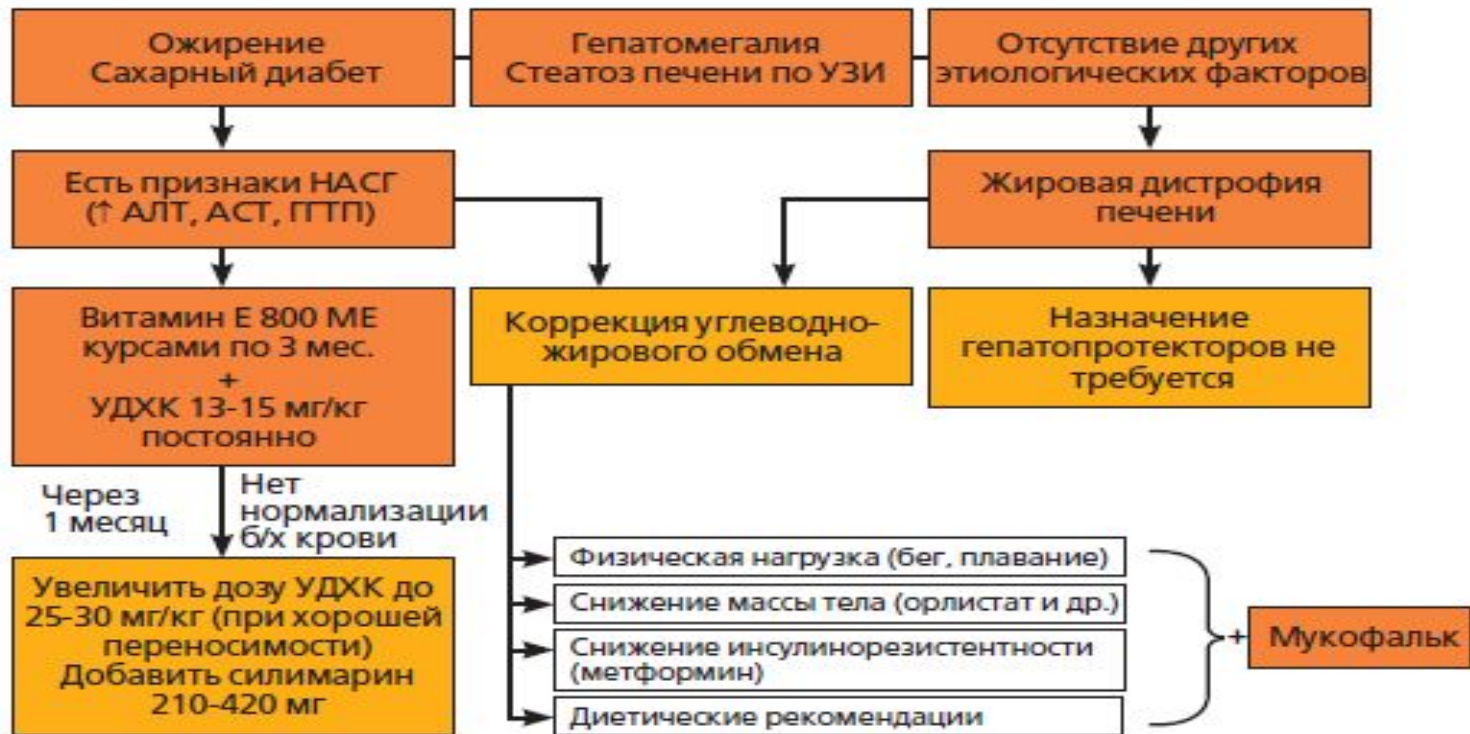 Ожирение
Сахарный диабет
Гепатомегалия
Стеатоз печени по УЗИ
Отсутствие других
этиологических факторов
Есть признаки НАСГ
(↑ АЛТ, АСТ, ГГТП)
Жировая дистрофия
печени
Витамин Е 800 МЕ
курсами по 3 мес.
+
УДХК 13-15 мг/кг
постоянно
Коррекция углеводно-
жирового обмена
Назначение
гепатопротекторов не
требуется
Через
1 месяц
Нет
нормализации
б/х крови
Увеличить дозу УДХК до
25-30 мг/кг (при хорошей
переносимости)
Добавить силимарин
210-420 мг
Физическая нагрузка (бег, плавание)
Снижение массы тела (орлистат и др.)
Снижение инсулинорезистентности
(метформин)
Диетические рекомендации
+
Мукофальк